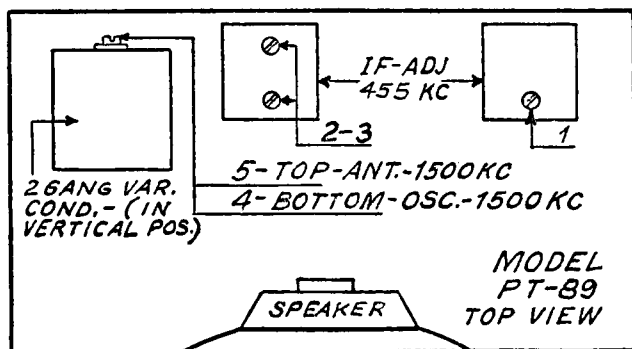 IF-ADJ
455 KC
2-3
1
5-TOP-ANT.-1500KC
4-BOTTOM-OSC.-1500KC
2GANG VAR.
COND.-(IN
VERTICAL POS.)
SPEAKER
MODEL
PT-89
TOP VIEW